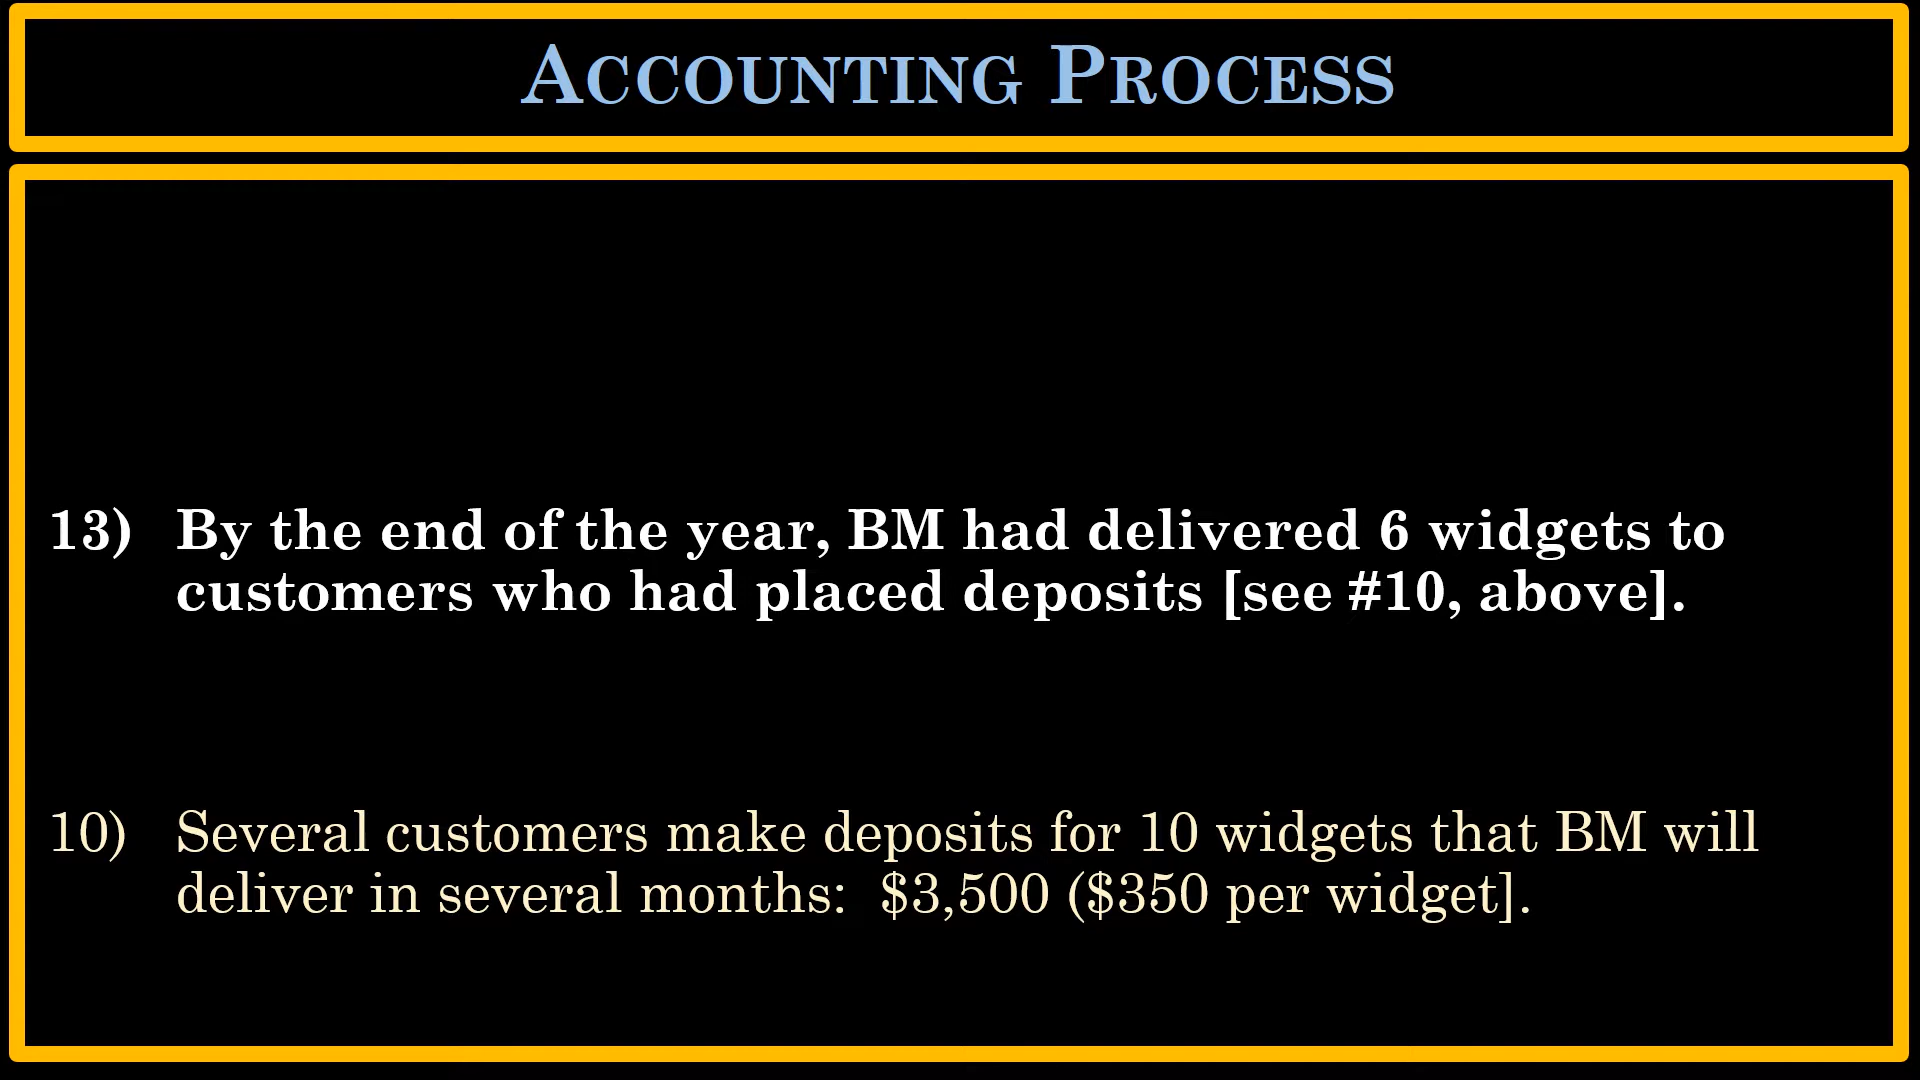 ACCOUNTING PROCESS
13) By the end of the year, BM had delivered 6 widgets to
customers who had placed deposits [see #10, above].
10) Several customers make deposits for 10 widgets that BM will
deliver in several months: $3,500 ($350 per widget].